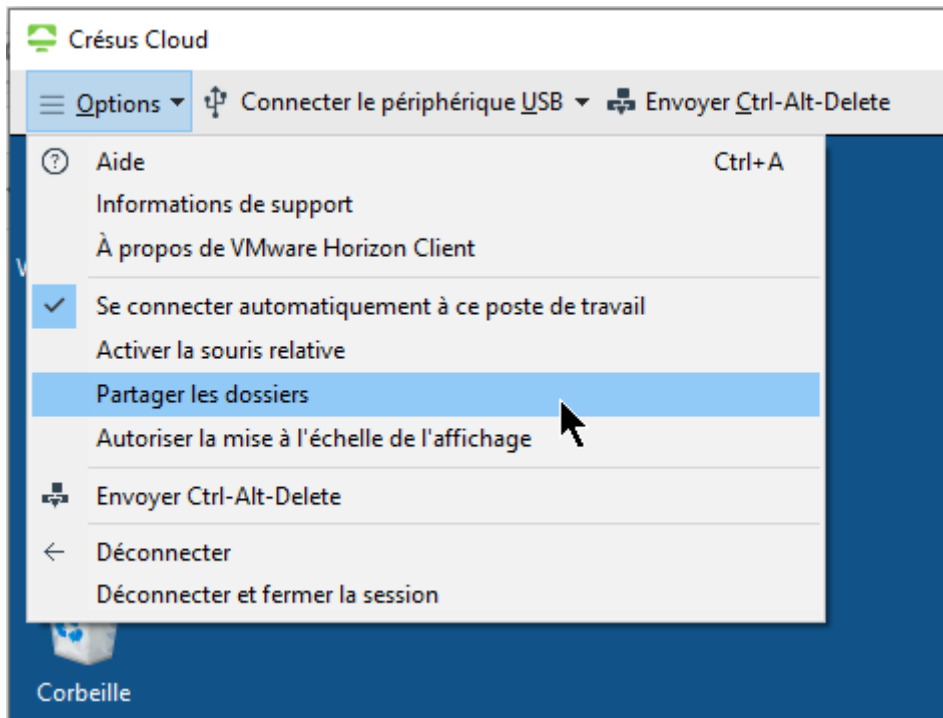 Crésus Cloud
Options Connecter le périphérique USB Envoyer Ctrl-Alt-Delete
Aide Ctrl+A
Informations de support
À propos de VMware Horizon Client
Se connecter automatiquement à ce poste de travail
Activer la souris relative
Partager les dossiers
Autoriser la mise à l'échelle de l'affichage
Envoyer Ctrl-Alt-Delete
Déconnecter
Déconnecter et fermer la session
Corbeille